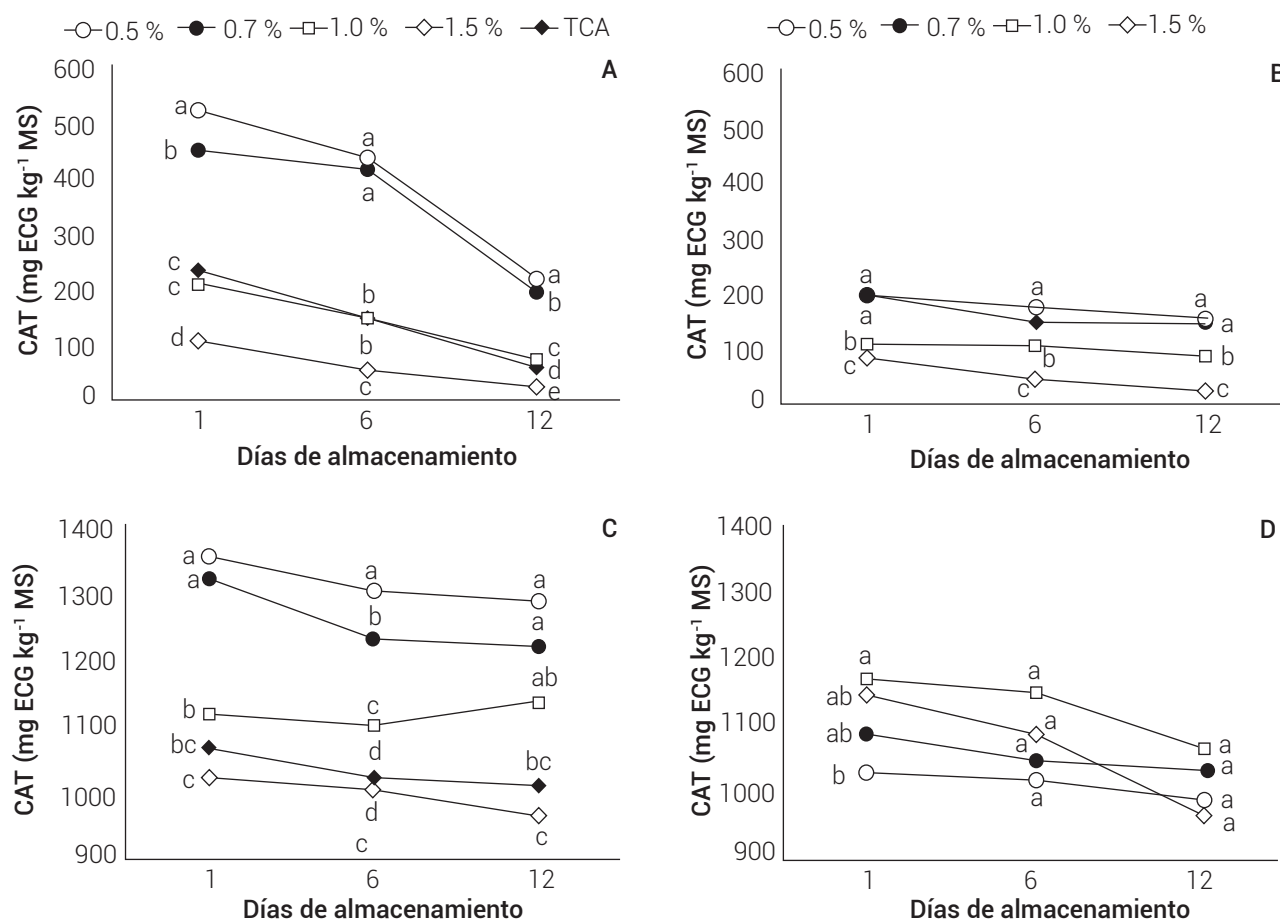 0.5 % 0.7 % 1.0 % 1.5 % TCA
A
600
500
400
300
200
100
0
CAT (mg ECG kg⁻¹ MS)
a
b
c
c
d
a
a
b
b
c
a
b
c
d
e
1 6 12
Días de almacenamiento
0.5 % 0.7 % 1.0 % 1.5 %
B
600
500
400
300
200
100
0
CAT (mg ECG kg⁻¹ MS)
a
a
b
c
a
b
c
a
a
b
c
1 6 12
Días de almacenamiento
C
1400
1300
1200
1100
1000
900
CAT (mg ECG kg⁻¹ MS)
a
a
b
bc
c
a
b
c
d
d
c
a
a
ab
bc
c
1 6 12
Días de almacenamiento
D
1400
1300
1200
1100
1000
900
CAT (mg ECG kg⁻¹ MS)
a
ab
ab
b
a
a
a
a
a
a
a
a
1 6 12
Días de almacenamiento